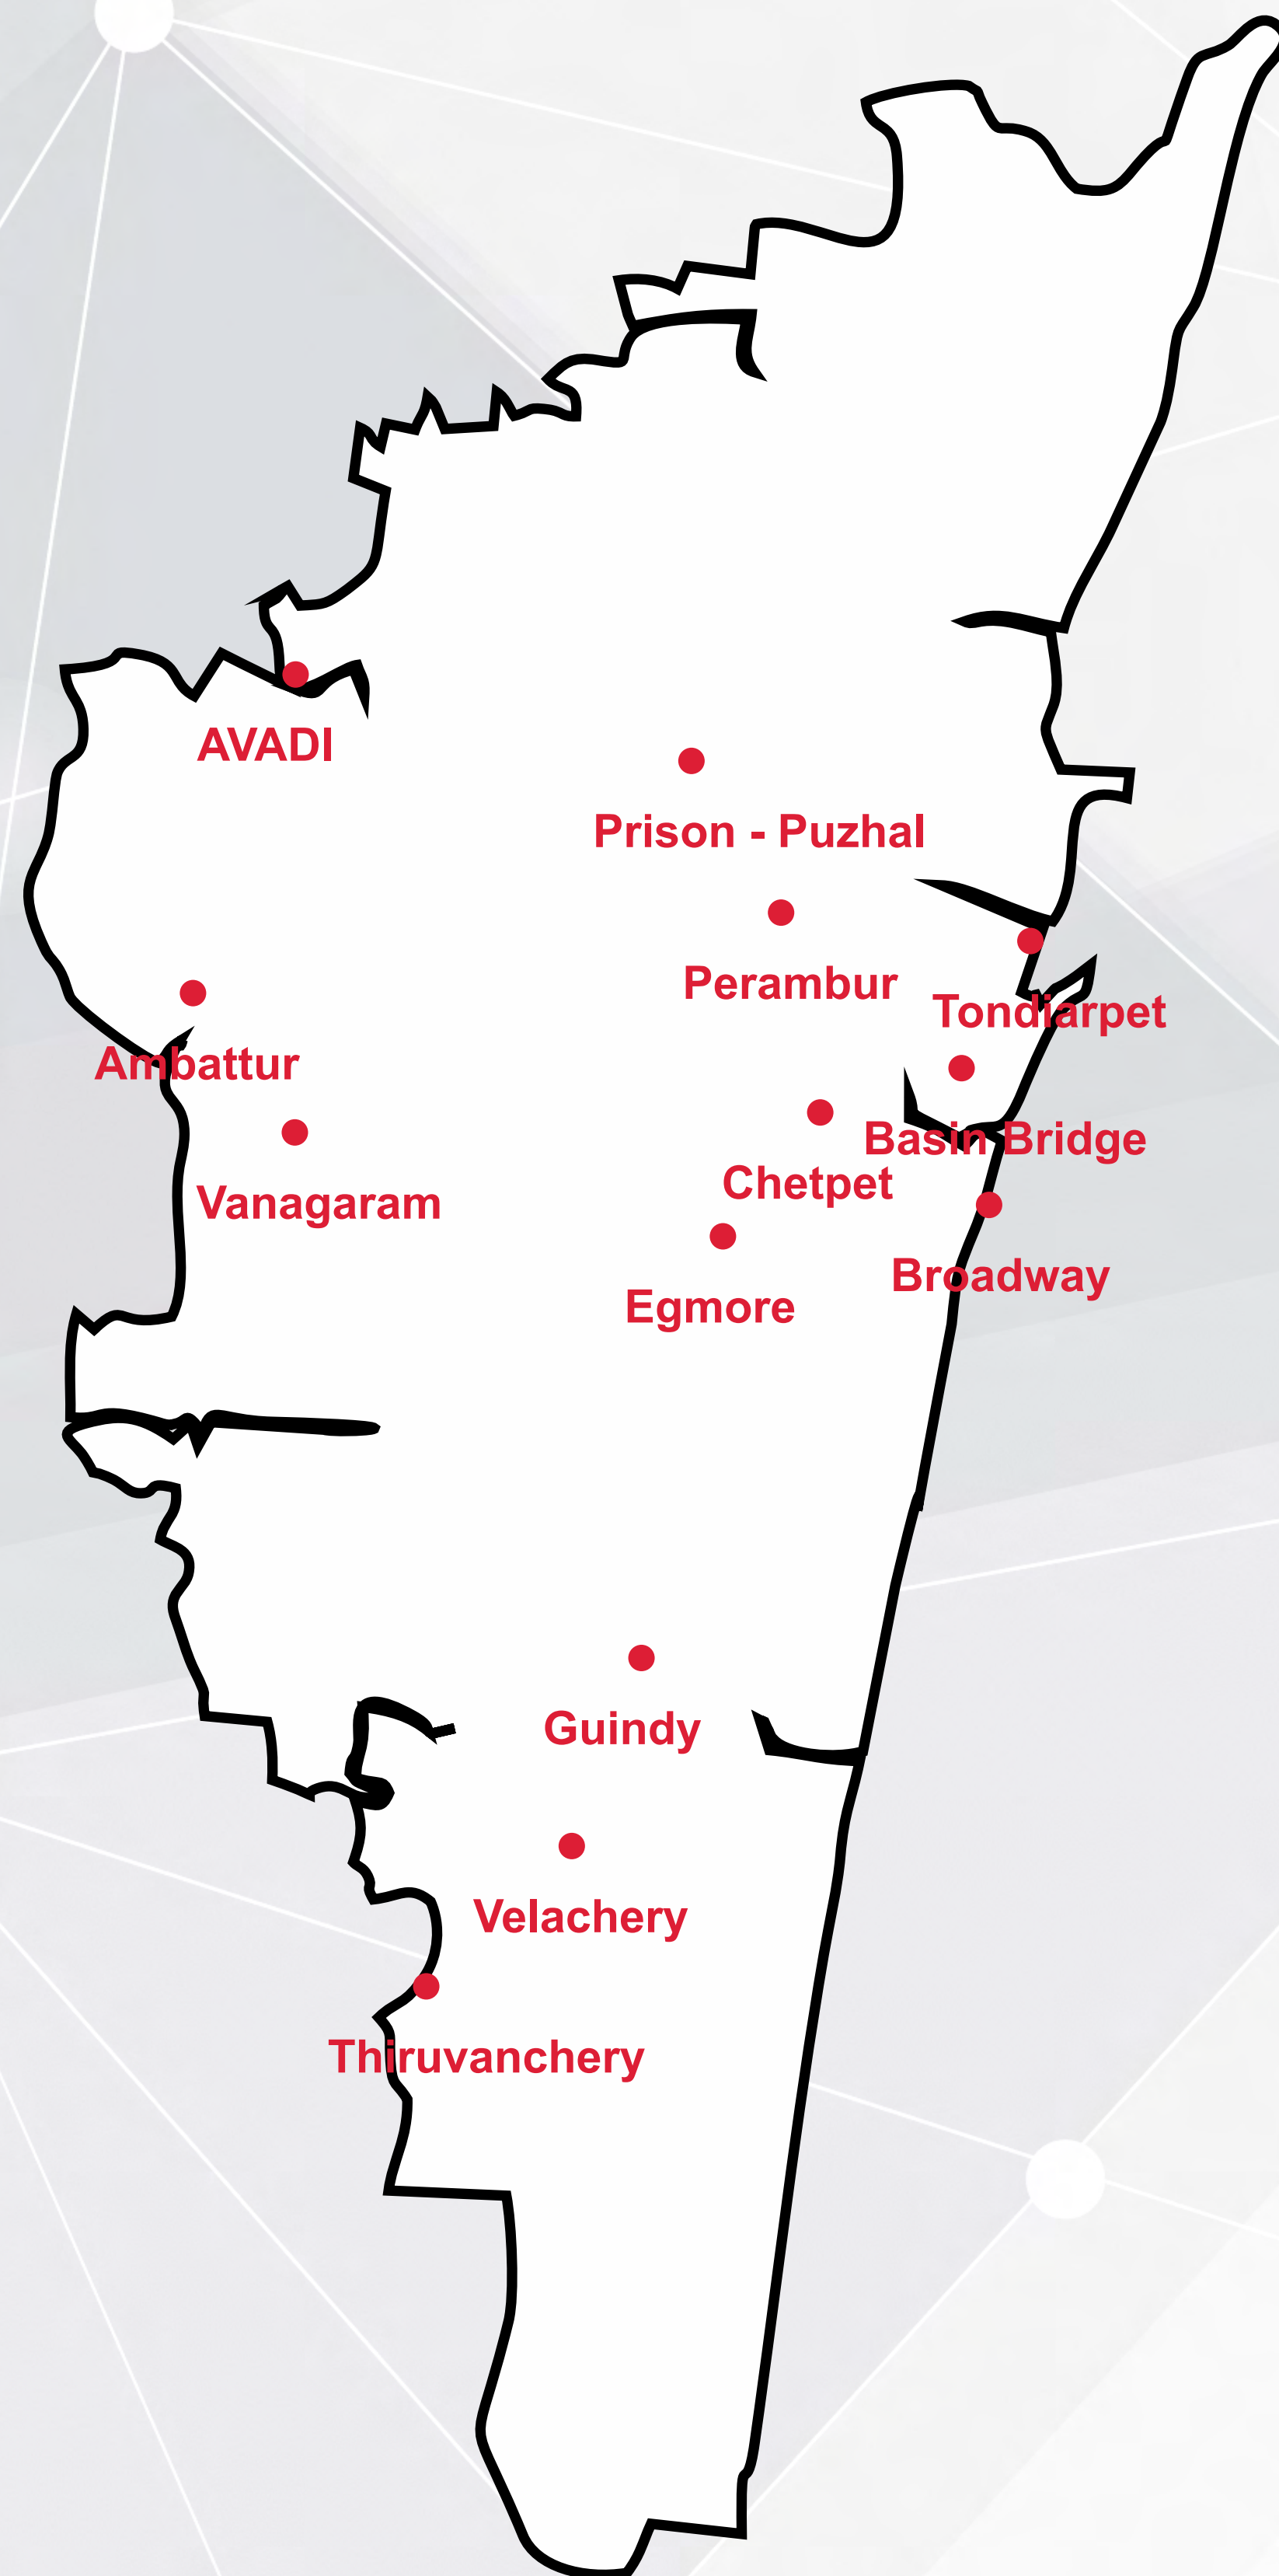 AVADI
Prison - Puzhal
Perambur
Tondiarpet
Ambattur
Basin Bridge
Chetpet
Vanagaram
Broadway
Egmore
Guindy
Velachery
Thiruvanchery